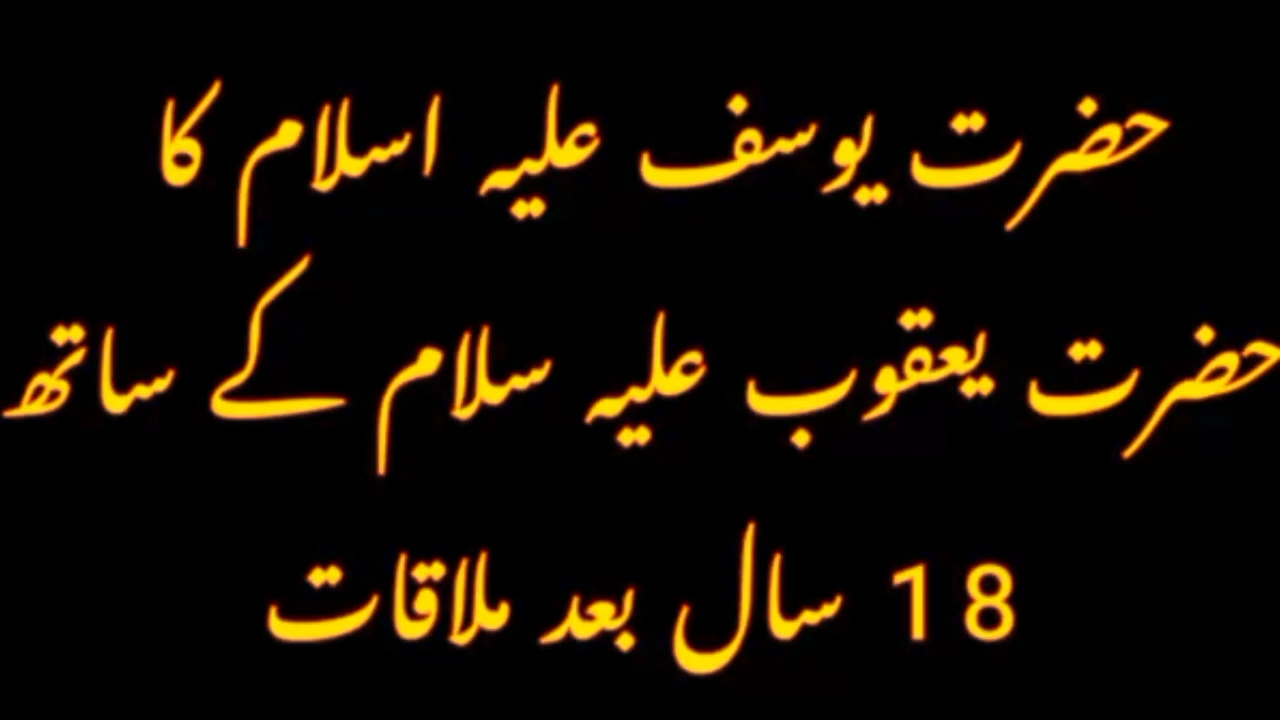 حضرت یوسف علیہ اسلام کا
حضرت یعقوب علیہ سلام کے ساتھ
18 سال بعد ملاقات